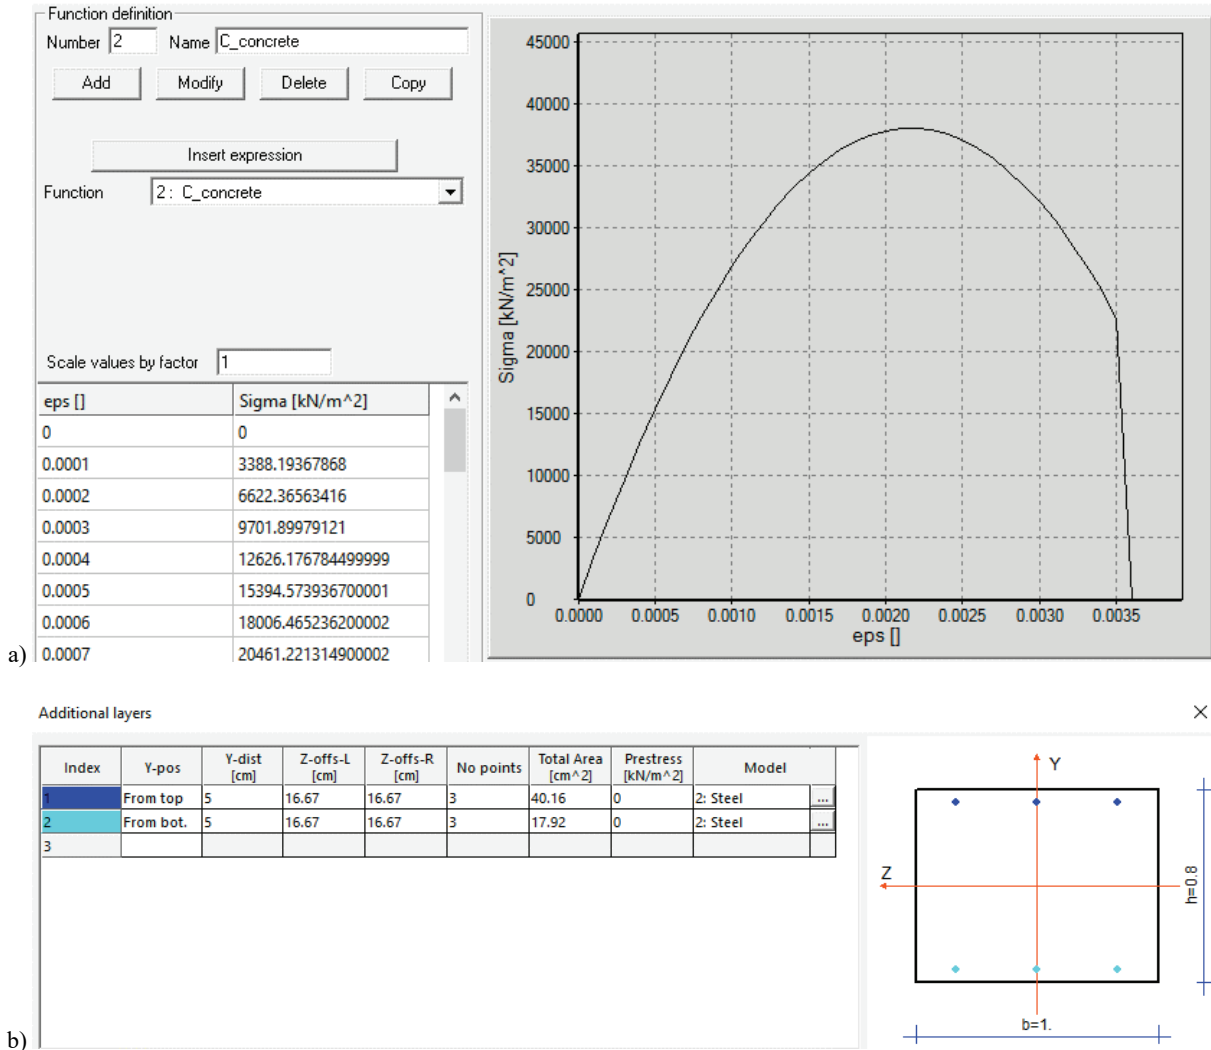 Function definition
Number 2 Name C_concrete
Add Modify Delete Copy
Insert expression
Function 2 : C_concrete
Scale values by factor 1
eps [] Sigma [kN/m^2]
0 0
0.0001 3388.19367868
0.0002 6622.36563416
0.0003 9701.89979121
0.0004 12626.176784499999
0.0005 15394.573936700001
0.0006 18006.465236200002
0.0007 20461.221314900002
a)
45000
40000
35000
30000
25000
20000
15000
10000
5000
0
Sigma [kN/m^2]
0.0000 0.0005 0.0010 0.0015 0.0020 0.0025 0.0030 0.0035
eps []
Additional layers
Index Y-pos Y-dist [cm] Z-offs-L [cm] Z-offs-R [cm] No points Total Area [cm^2] Prestress [kN/m^2] Model
1 From top 5 16.67 16.67 3 40.16 0 2: Steel ...
2 From bot. 5 16.67 16.67 3 17.92 0 2: Steel ...
3
Y
Z
h=0.8
b=1.
b)